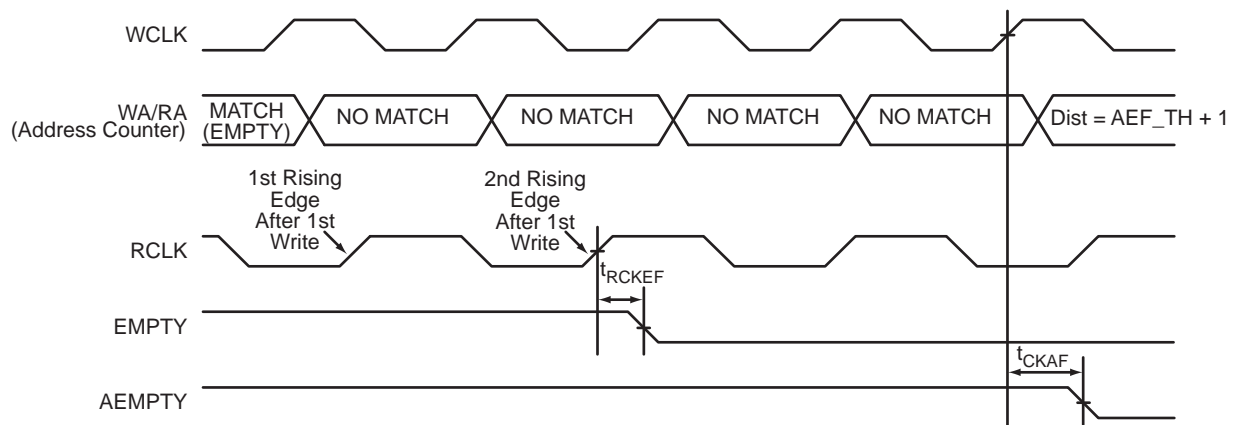 WCLK
WA/RA
(Address Counter)
MATCH
(EMPTY)
NO MATCH
NO MATCH
NO MATCH
NO MATCH
Dist = AEF_TH + 1
1st Rising
Edge
After 1st
Write
2nd Rising
Edge
After 1st
Write
RCLK
tRCKEF
EMPTY
tCKAF
AEMPTY